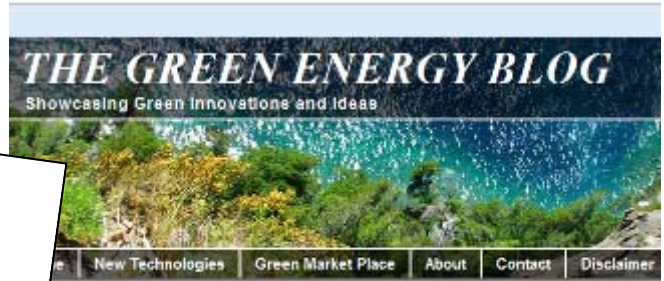 THE GREEN ENERGY BLOG
Showcasing Green Innovations and Ideas
New Technologies Green Market Place About Contact Disclaimer